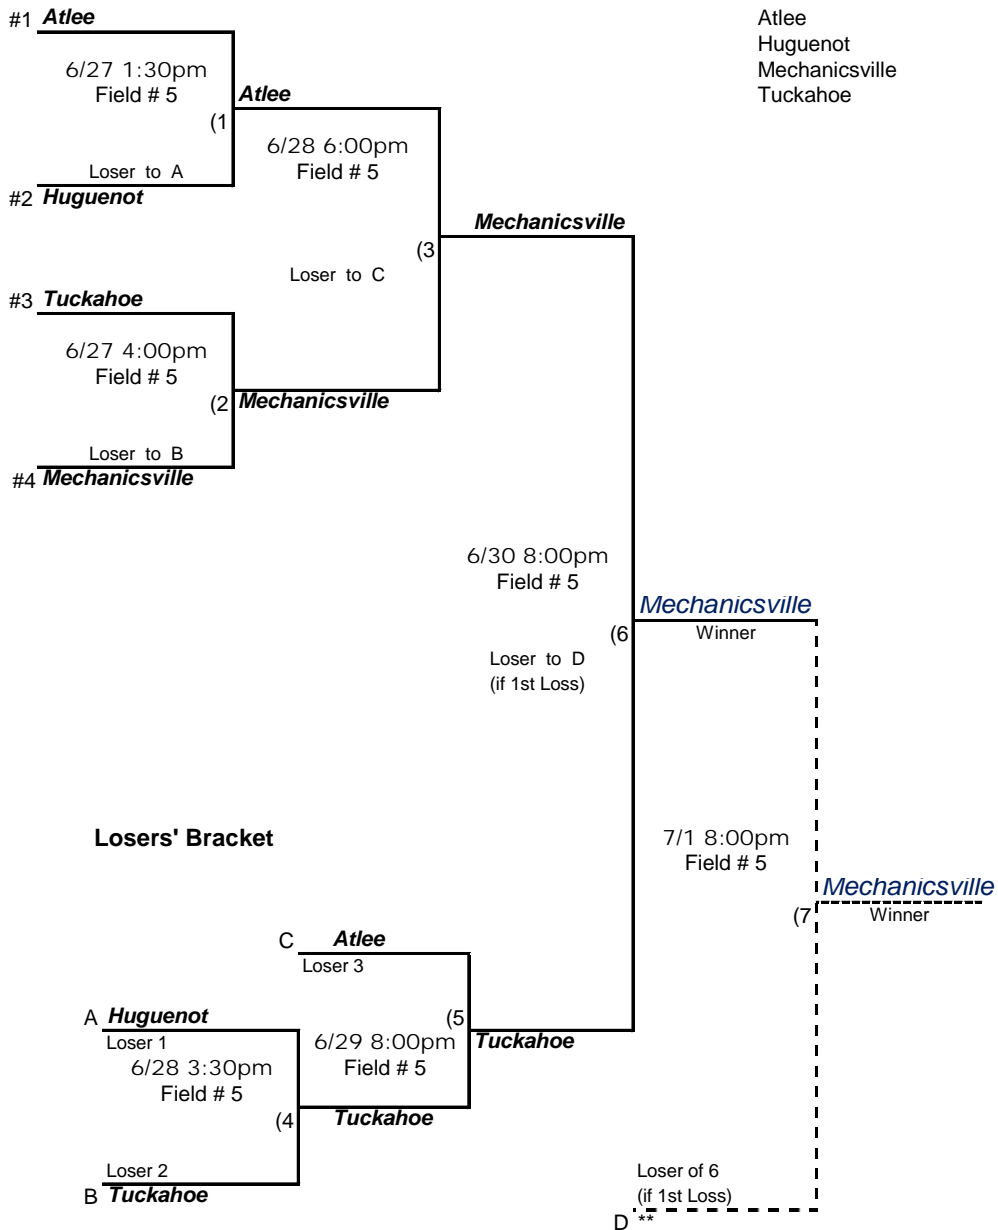 #1 Atlee
6/27 1:30pm
Field # 5
(1
Loser to A
#2 Huguenot
Atlee
6/28 6:00pm
Field # 5
(3
Loser to C
#3 Tuckahoe
6/27 4:00pm
Field # 5
(2
Loser to B
#4 Mechanicsville
Mechanicsville
Mechanicsville
Atlee
Huguenot
Mechanicsville
Tuckahoe
6/30 8:00pm
Field # 5
(6
Loser to D
(if 1st Loss)
Mechanicsville
Winner
7/1 8:00pm
Field # 5
(7
Mechanicsville
Winner
Losers' Bracket
C Atlee
Loser 3
(5
A Huguenot
Loser 1
6/28 3:30pm
Field # 5
(4
Loser 2
B Tuckahoe
6/29 8:00pm
Field # 5
Tuckahoe
Tuckahoe
Loser of 6
(if 1st Loss)
D **